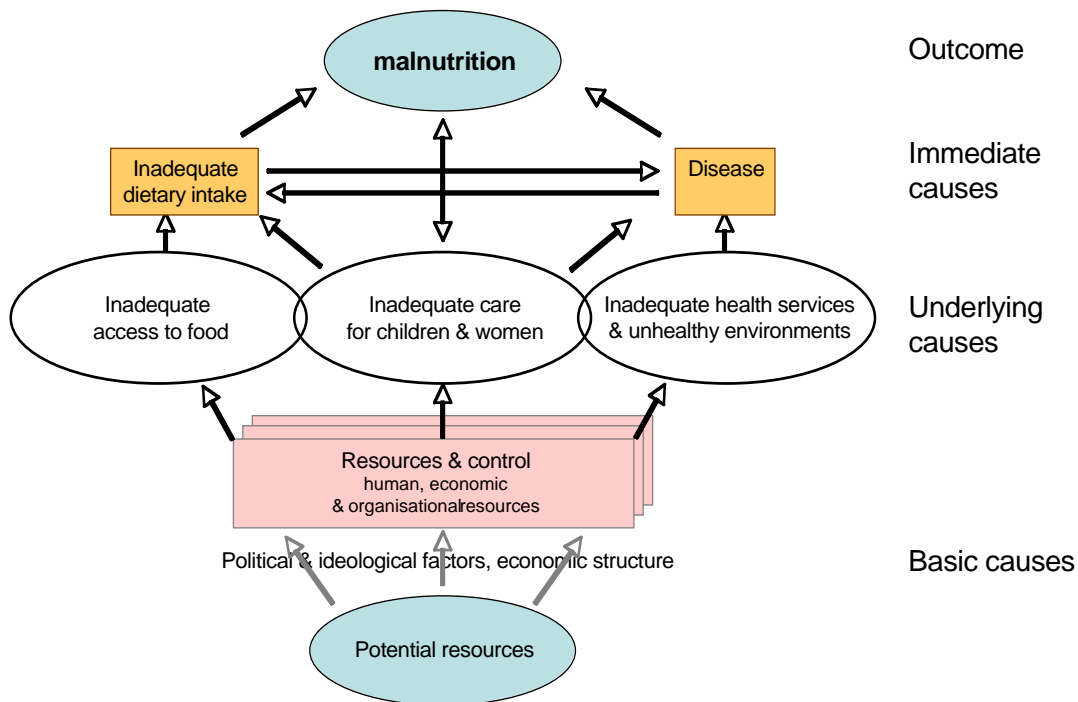 malnutrition
Outcome
Inadequate
dietary intake
Disease
Immediate
causes
Inadequate
access to food
Inadequate care
for children & women
Inadequate health services
& unhealthy environments
Underlying
causes
Resources & control
human, economic
& organisationalresources
Political & ideological factors, economic structure
Basic causes
Potential resources